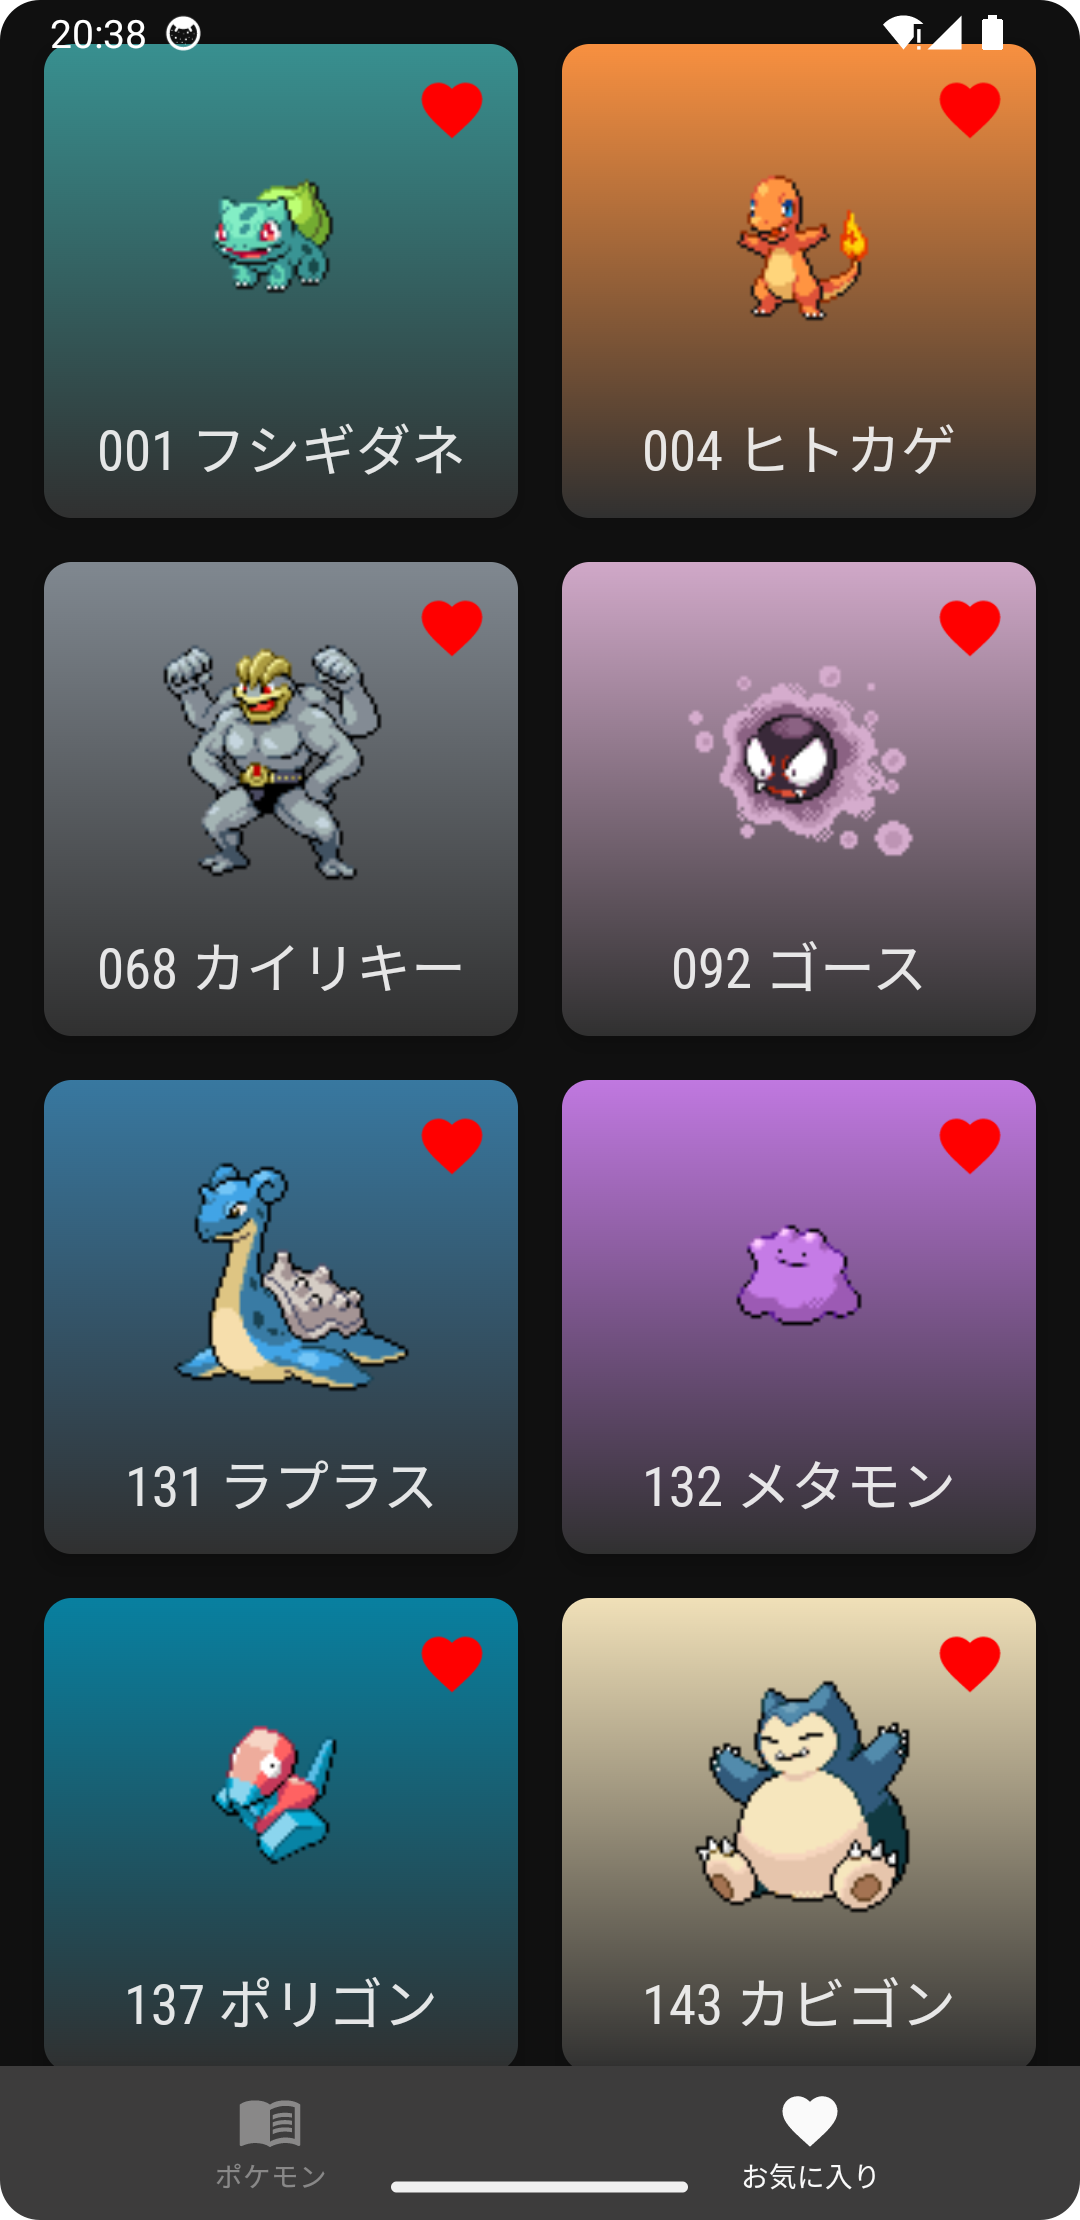 20:38
001 フシギダネ
004 ヒトカゲ
068 カイリキー
092 ゴース
131 ラプラス
132 メタモン
137 ポリゴン
143 カビゴン
ポケモン
お気に入り